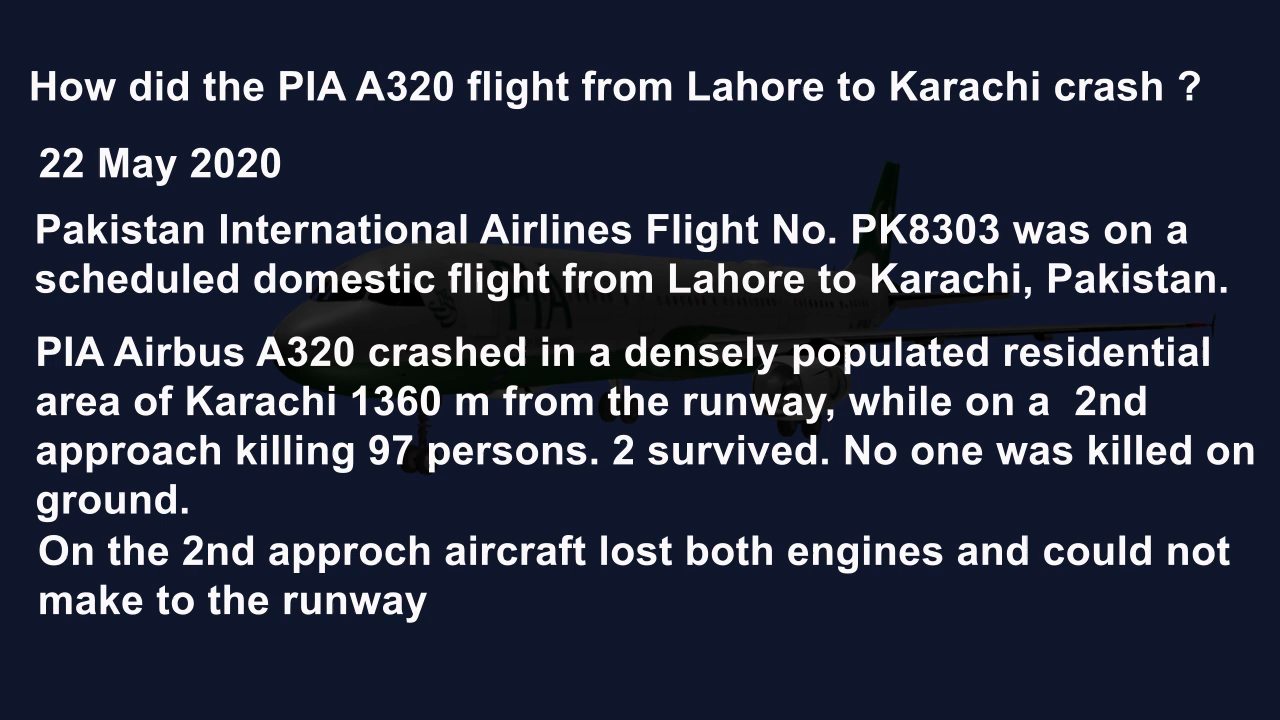 How did the PIA A320 flight from Lahore to Karachi crash ?
22 May 2020
Pakistan International Airlines Flight No. PK8303 was on a
scheduled domestic flight from Lahore to Karachi, Pakistan.
PIA
PIA Airbus A320 crashed in a densely populated residential
area of Karachi 1360 m from the runway, while on a  2nd
approach killing 97 persons. 2 survived. No one was killed on
ground.
On the 2nd approch aircraft lost both engines and could not
make to the runway